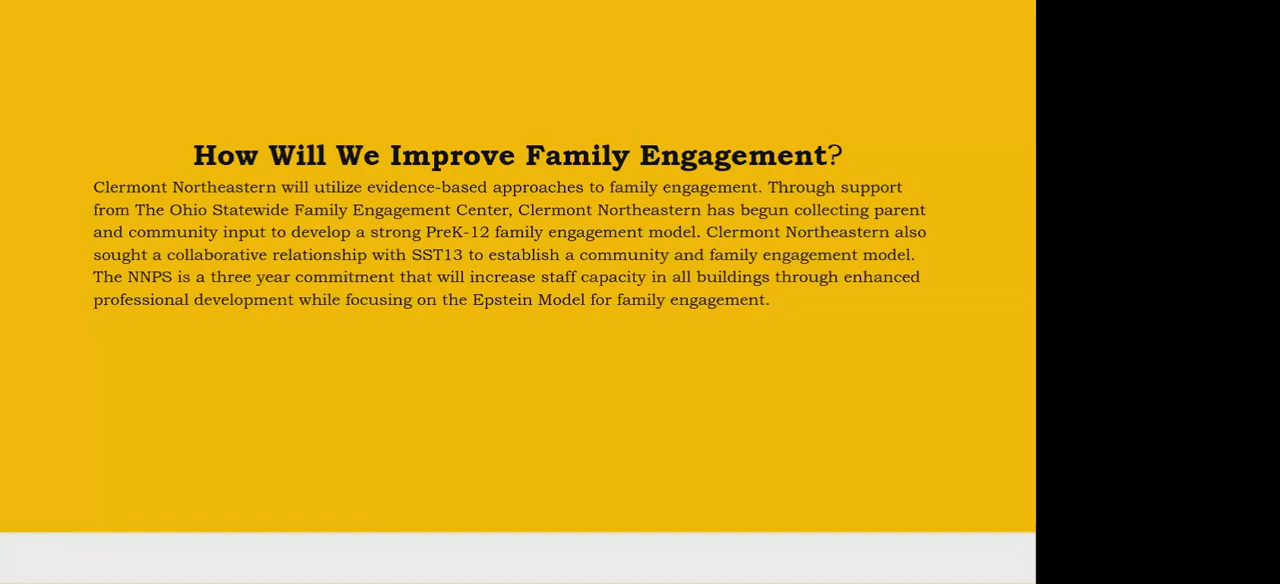 How Will We Improve Family Engagement?
Clermont Northeastern will utilize evidence-based approaches to family engagement. Through support
from The Ohio Statewide Family Engagement Center, Clermont Northeastern has begun collecting parent
and community input to develop a strong PreK-12 family engagement model. Clermont Northeastern also
sought a collaborative relationship with SST13 to establish a community and family engagement model.
The NNPS is a three year commitment that will increase staff capacity in all buildings through enhanced
professional development while focusing on the Epstein Model for family engagement.